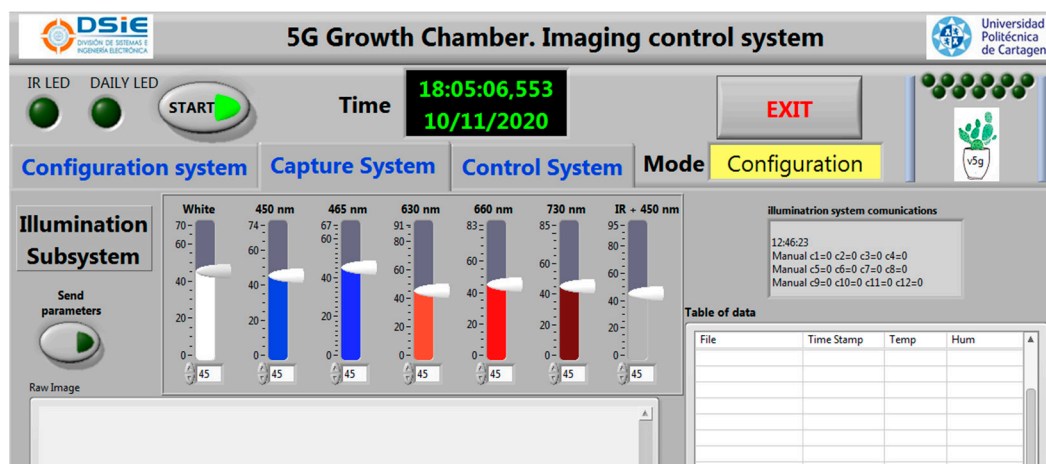 DSiE
DIVISIÓN DE SISTEMAS E
INGENIERÍA ELECTRÓNICA
5G Growth Chamber. Imaging control system
Universidad
Politécnica
de Cartagena
IR LED
DAILY LED
START
Time
18:05:06,553
10/11/2020
EXIT
v5g
Configuration system
Capture System
Control System
Mode
Configuration
Illumination
Subsystem
Send
parameters
White
450 nm
465 nm
630 nm
660 nm
730 nm
IR + 450 nm
70
60
40
20
0
45
74
60
40
20
0
45
67
60
40
20
0
45
91
80
60
40
20
0
45
83
60
40
20
0
45
85
60
40
20
0
45
95
80
60
40
20
0
45
illuminatrion system comunications
12:46:23
Manual c1=0 c2=0 c3=0 c4=0
Manual c5=0 c6=0 c7=0 c8=0
Manual c9=0 c10=0 c11=0 c12=0
Table of data
File Time Stamp Temp Hum
Raw Image